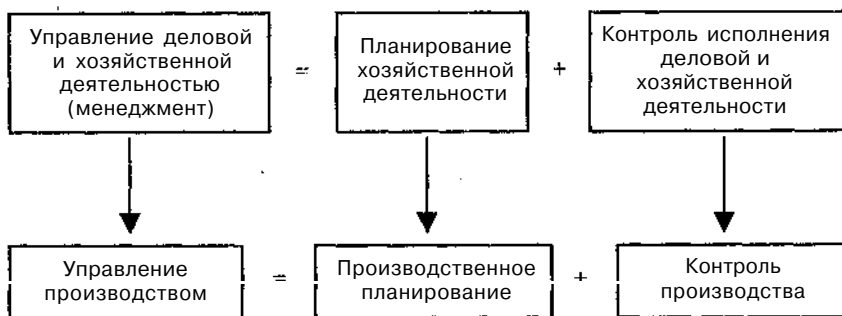 Управление деловой
и хозяйственной
деятельностью
(менеджмент)
=
Планирование
хозяйственной
деятельности
+
Контроль исполнения
деловой и
хозяйственной
деятельности
Управление
производством
=
Производственное
планирование
+
Контроль
производства